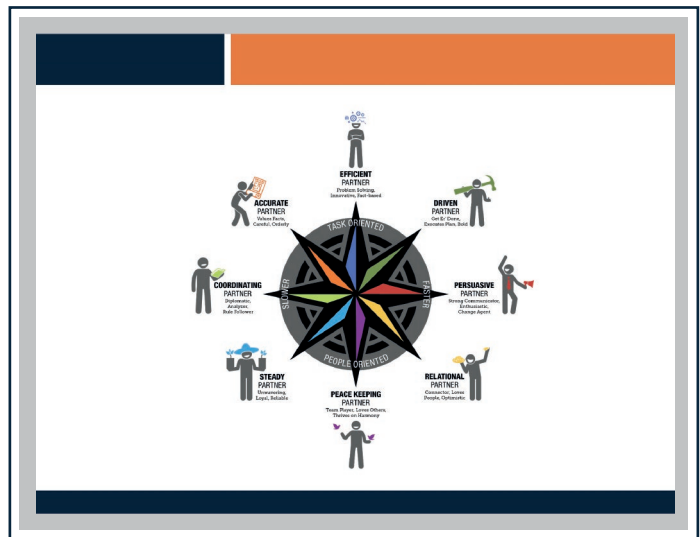 EFFICIENT
PARTNER
Problem Solving,
Innovative, Fact-based
ACCURATE
PARTNER
Values Facts,
Careful, Orderly
DRIVEN
PARTNER
Get Er' Done,
Executes Plan, Bold
TASK ORIENTED
COORDINATING
PARTNER
Diplomatic,
Analyzes,
Rule Follower
SLOWER
FASTER
PERSUASIVE
PARTNER
Strong Communicator,
Enthusiastic,
Change Agent
PEOPLE ORIENTED
STEADY
PARTNER
Unwavering,
Loyal, Reliable
RELATIONAL
PARTNER
Connector, Loves
People, Optimistic
PEACE KEEPING
PARTNER
Team Player, Loves Others,
Thrives on Harmony